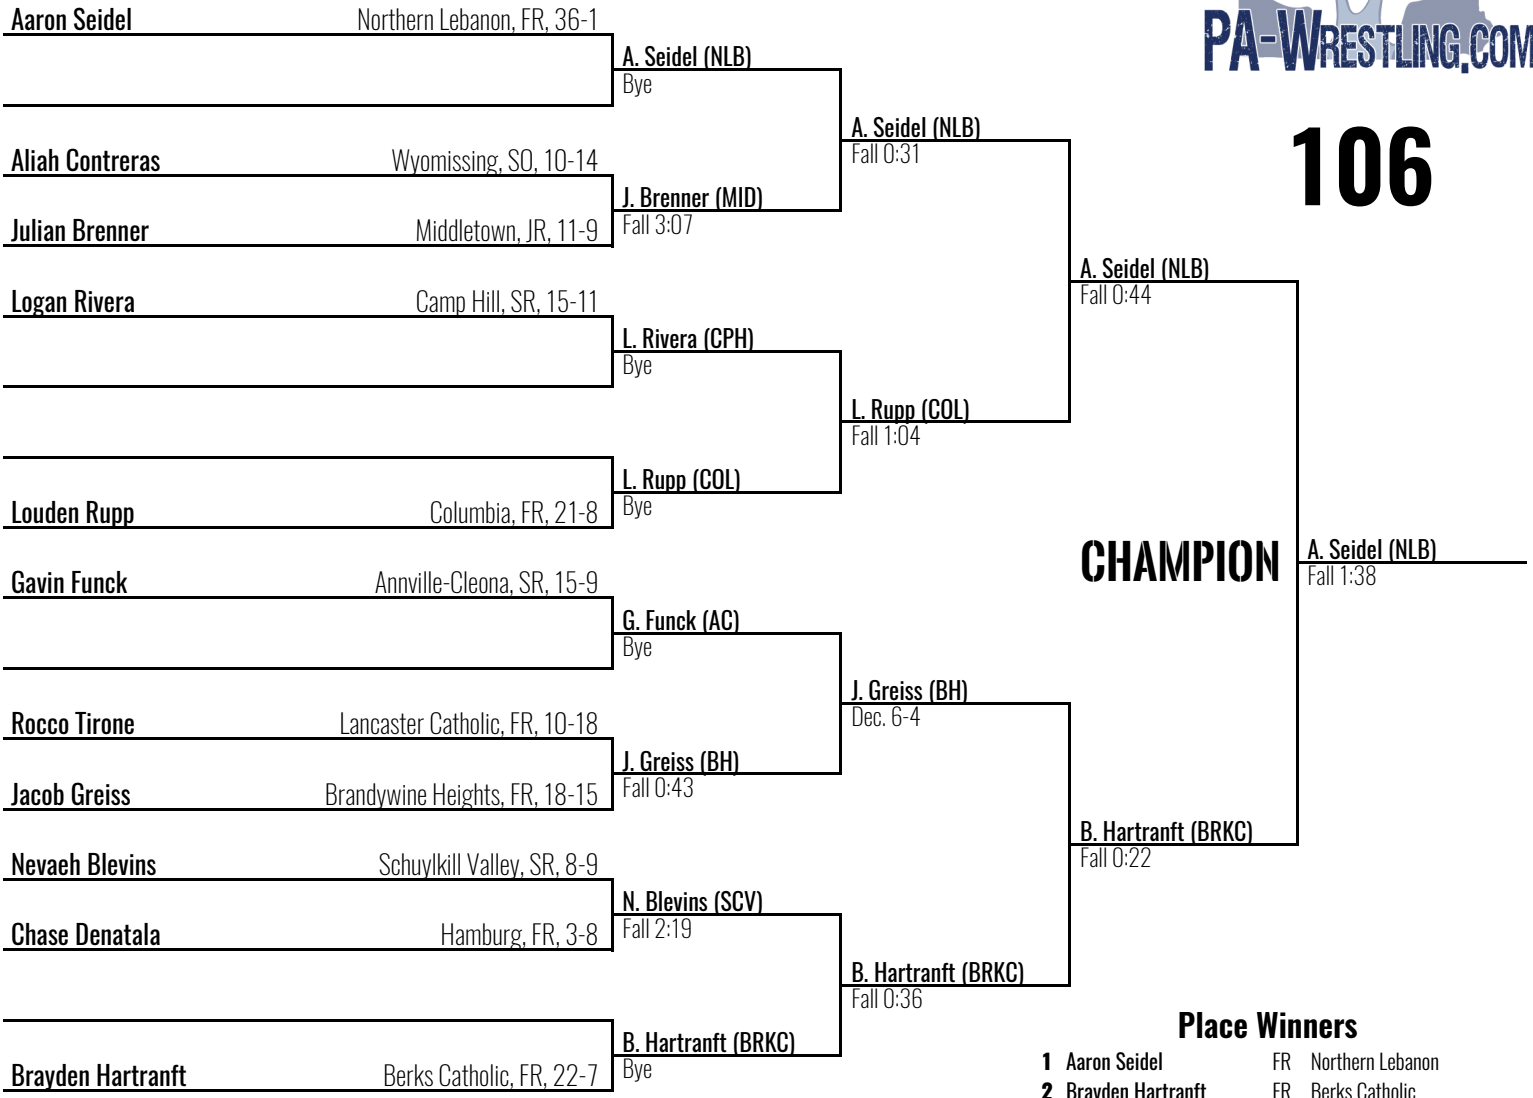 Aaron Seidel Northern Lebanon, FR, 36-1
PA-WRESTLING.COM
A. Seidel (NLB)
Bye
106
A. Seidel (NLB)
Fall 0:31
Aliah Contreras Wyomissing, SO, 10-14
J. Brenner (MID)
Fall 3:07
Julian Brenner Middletown, JR, 11-9
A. Seidel (NLB)
Fall 0:44
Logan Rivera Camp Hill, SR, 15-11
L. Rivera (CPH)
Bye
L. Rupp (COL)
Fall 1:04
L. Rupp (COL)
Bye
Louden Rupp Columbia, FR, 21-8
CHAMPION
A. Seidel (NLB)
Fall 1:38
Gavin Funck Annville-Cleona, SR, 15-9
G. Funck (AC)
Bye
J. Greiss (BH)
Dec. 6-4
Rocco Tirone Lancaster Catholic, FR, 10-18
J. Greiss (BH)
Fall 0:43
Jacob Greiss Brandywine Heights, FR, 18-15
B. Hartranft (BRKC)
Fall 0:22
Nevaeh Blevins Schuylkill Valley, SR, 8-9
N. Blevins (SCV)
Fall 2:19
Chase Denatala Hamburg, FR, 3-8
B. Hartranft (BRKC)
Fall 0:36
B. Hartranft (BRKC)
Bye
Brayden Hartranft Berks Catholic, FR, 22-7
Place Winners
1 Aaron Seidel FR Northern Lebanon
2 Brayden Hartranft FR Berks Catholic